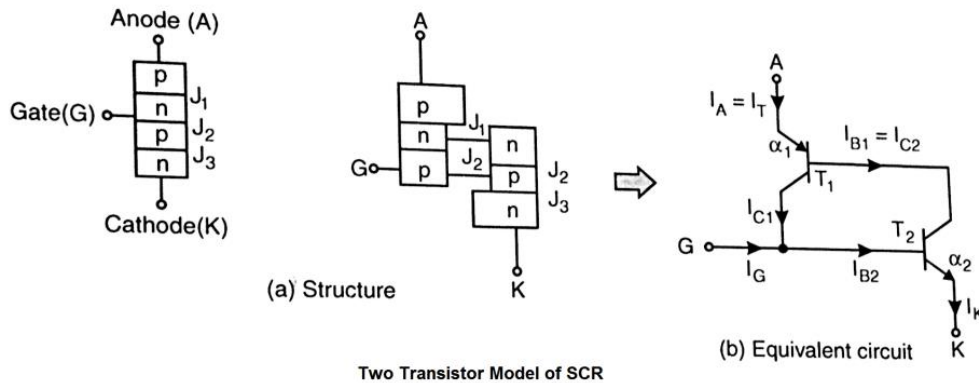 Anode (A)
p
n
p
n
J1
J2
J3
Gate(G)
Cathode(K)
A
p
n
p
J1
J2
G
n
p
n
J2
J3
K
(a) Structure
A
IA = IT
α1
T1
IB1 = IC2
IC1
G
IG
IB2
T2
α2
IK
K
(b) Equivalent circuit
Two Transistor Model of SCR